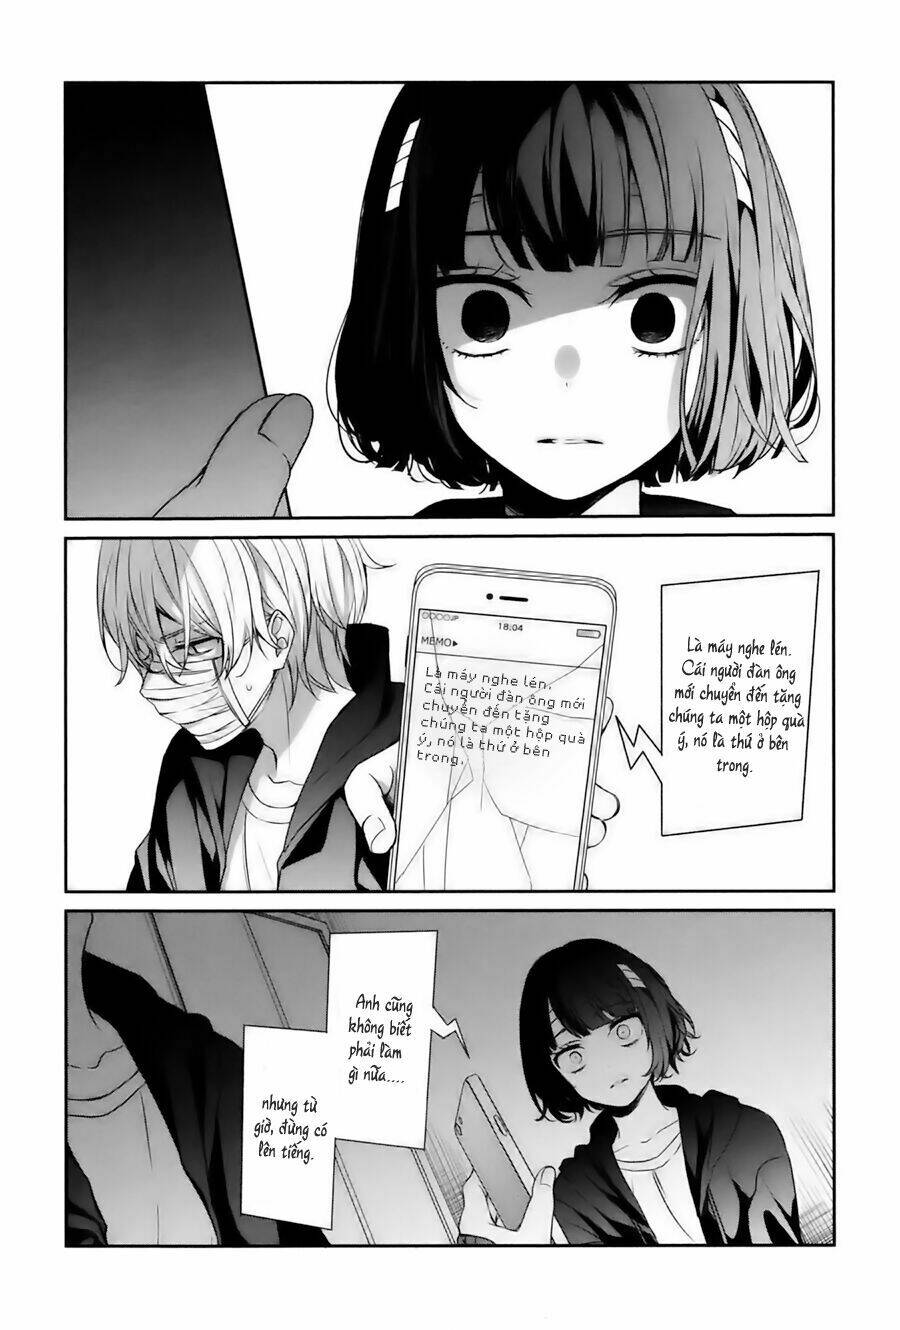 18:04
MEMO▶
Là máy nghe lén.
Cái người đàn ông mới
chuyển đến tặng
chúng ta một hộp quà
ý, nó là thứ ở bên
trong.
Là máy nghe lén.
Cái người đàn ông
mới chuyển đến tặng
chúng ta một hộp quà
ý, nó là thứ ở bên
trong.
Anh cũng
không biết
phải làm
gì nữa....
nhưng từ
giờ, đừng có
lên tiếng.